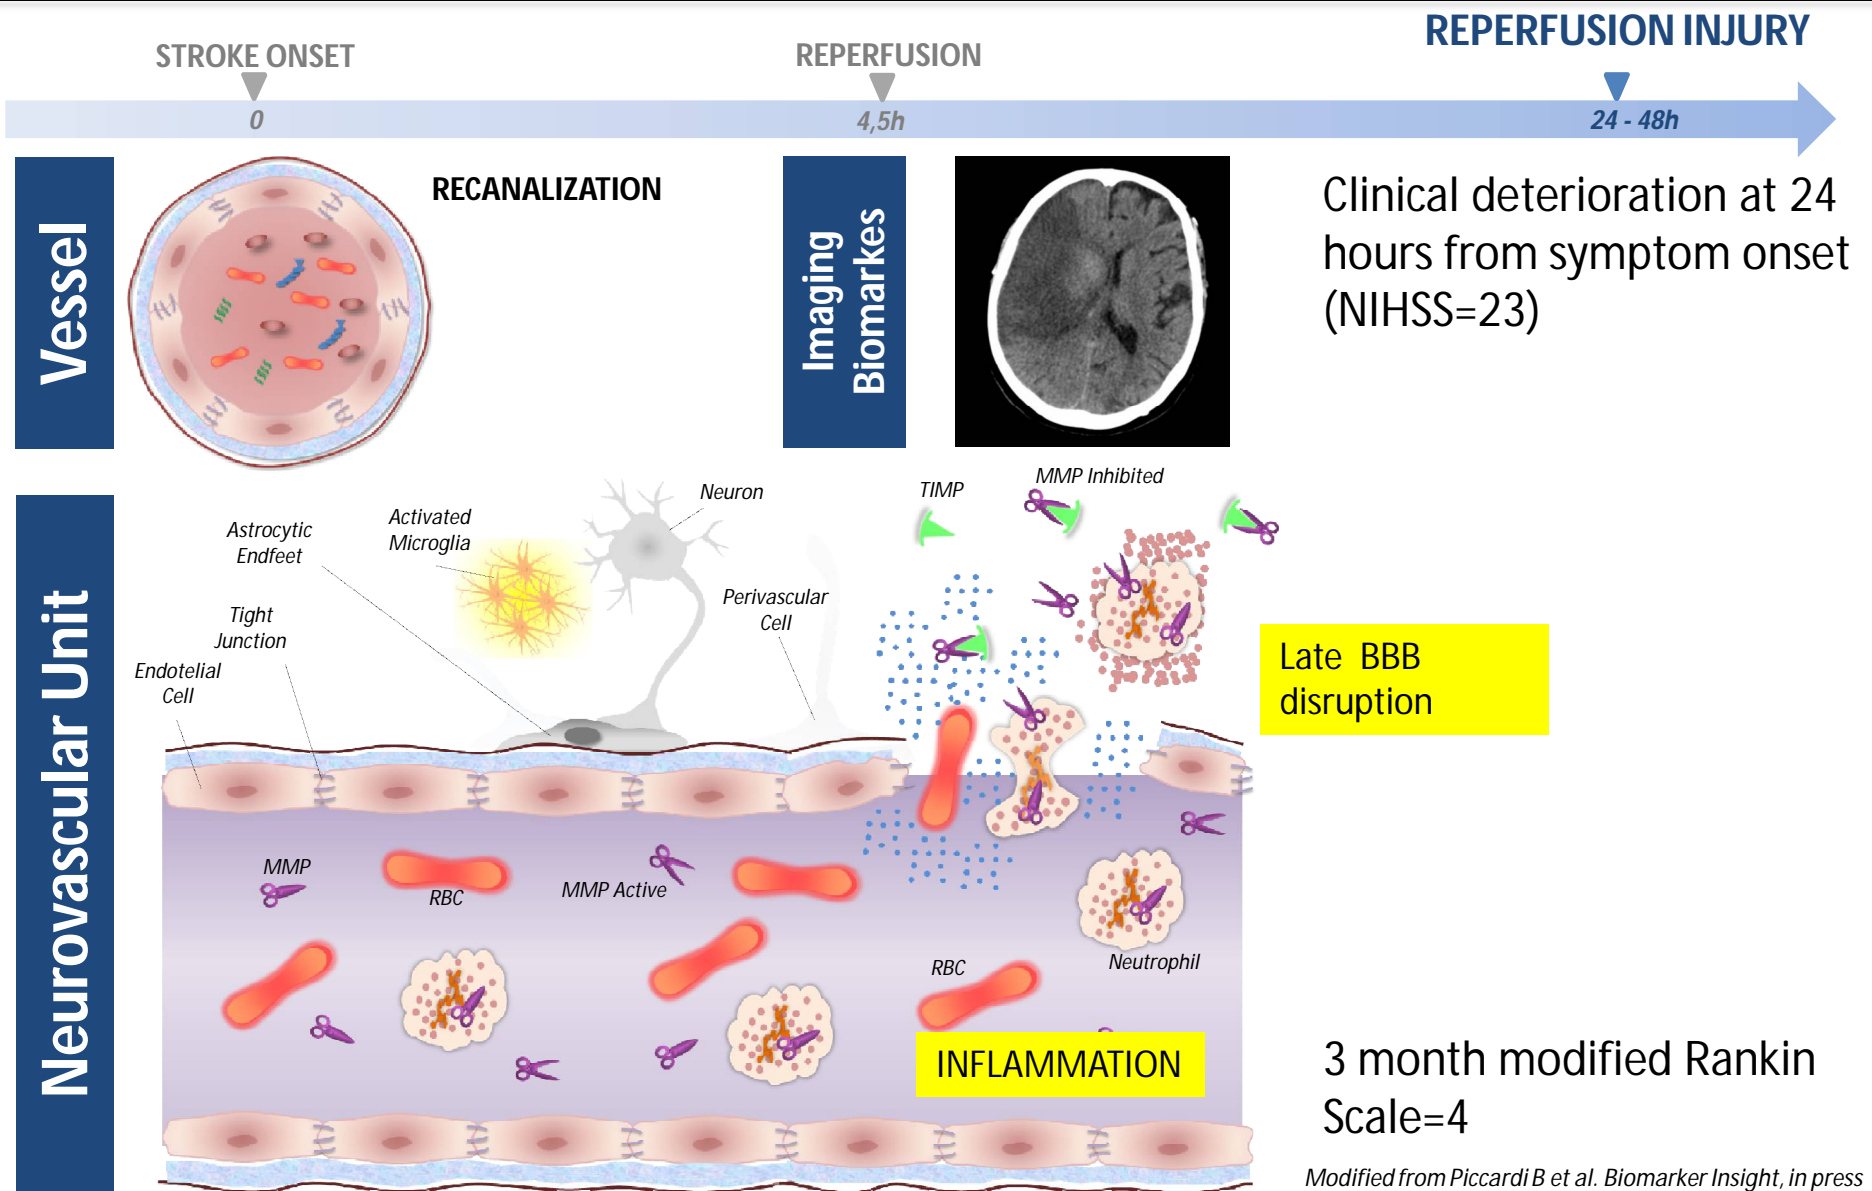 STROKE ONSET
REPERFUSION
REPERFUSION INJURY
0
4,5h
24 - 48h
Vessel
RECANALIZATION
Imaging
Biomarkes
Clinical deterioration at 24
hours from symptom onset
(NIHSS=23)
Neurovascular Unit
Astrocytic
Endfeet
Activated
Microglia
Neuron
TIMP
MMP Inhibited
Tight
Junction
Perivascular
Cell
Endotelial
Cell
Late BBB
disruption
MMP
RBC
MMP Active
RBC
Neutrophil
INFLAMMATION
3 month modified Rankin
Scale=4
Modified from Piccardi B et al. Biomarker Insight, in press